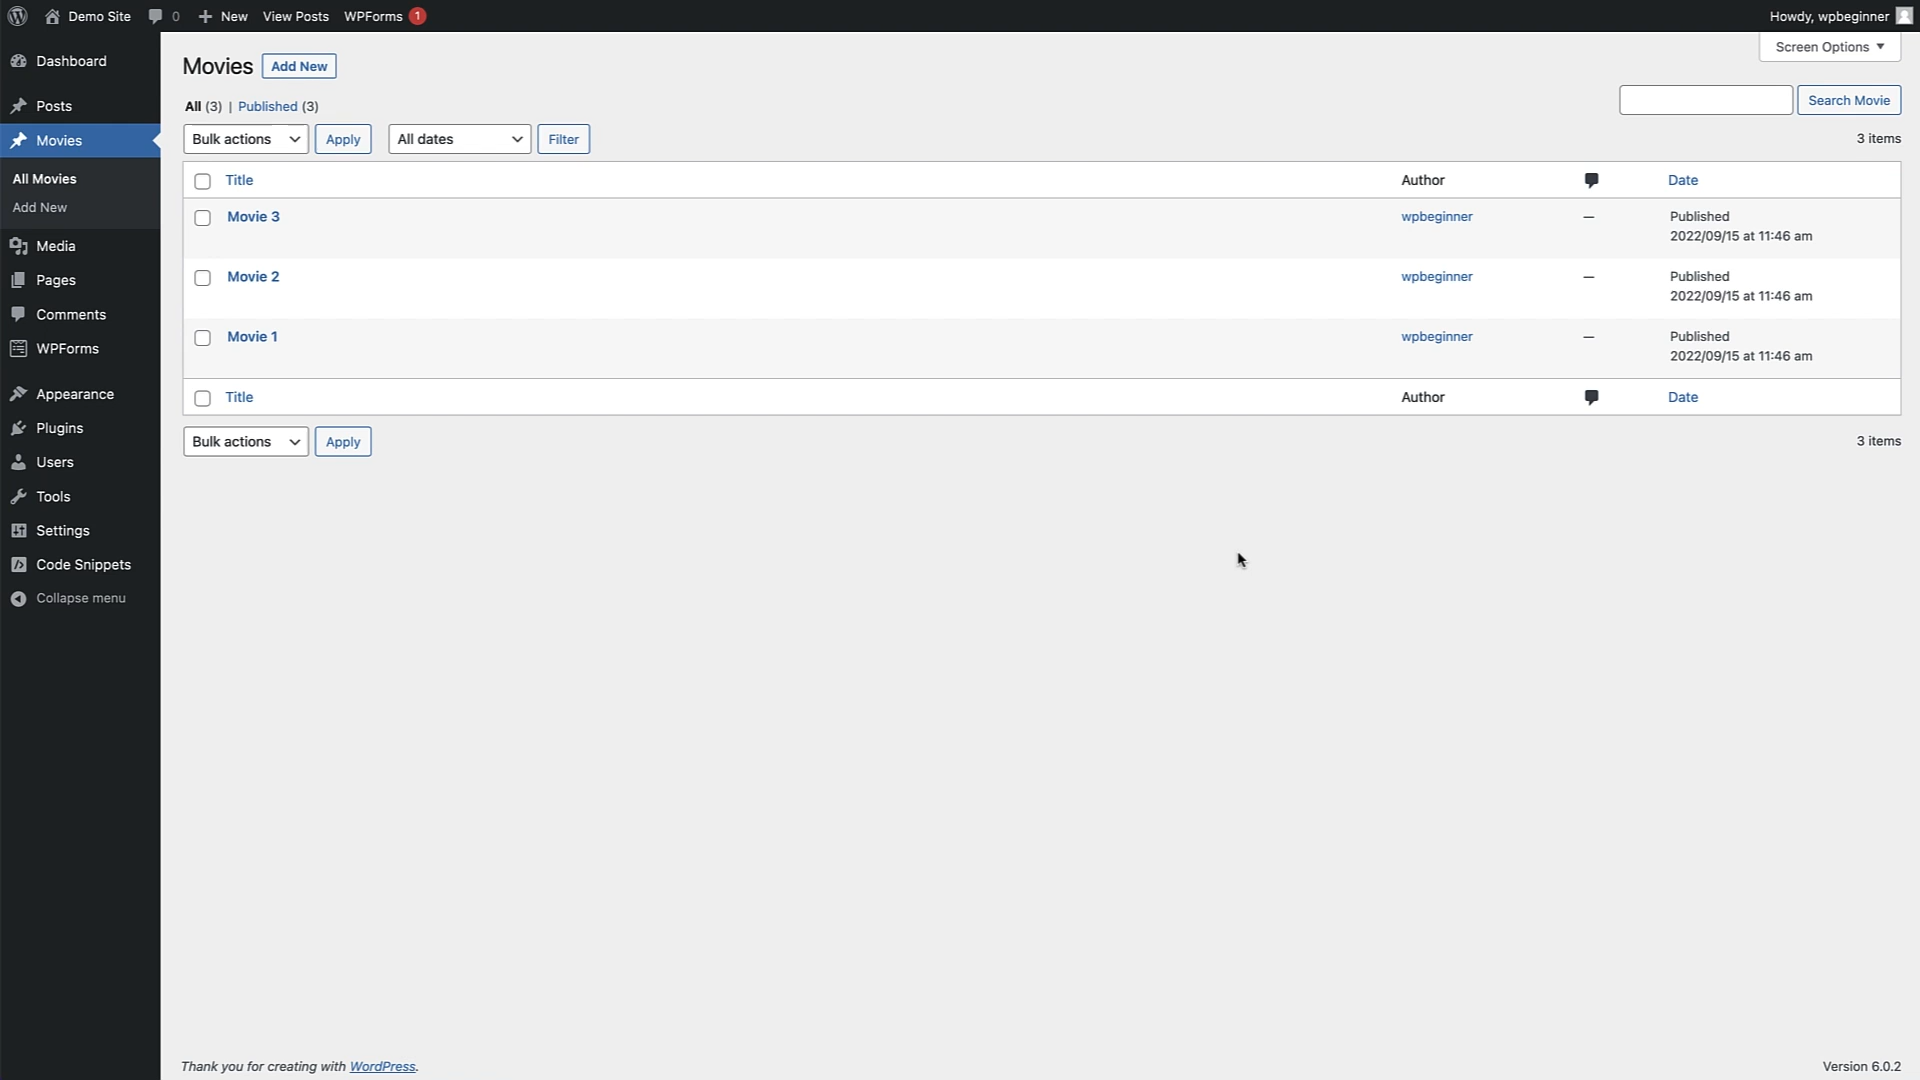 Demo Site 0 New View Posts WPForms 1 Howdy, wpbeginner
Screen Options
Dashboard
Posts
Movies
All Movies
Add New
Media
Pages
Comments
WPForms
Appearance
Plugins
Users
Tools
Settings
Code Snippets
Collapse menu
Movies Add New
All (3) | Published (3)
Search Movie
Bulk actions Apply All dates Filter 3 items
Title Author Date
Movie 3 wpbeginner — Published
2022/09/15 at 11:46 am
Movie 2 wpbeginner — Published
2022/09/15 at 11:46 am
Movie 1 wpbeginner — Published
2022/09/15 at 11:46 am
Title Author Date
Bulk actions Apply 3 items
Thank you for creating with WordPress. Version 6.0.2